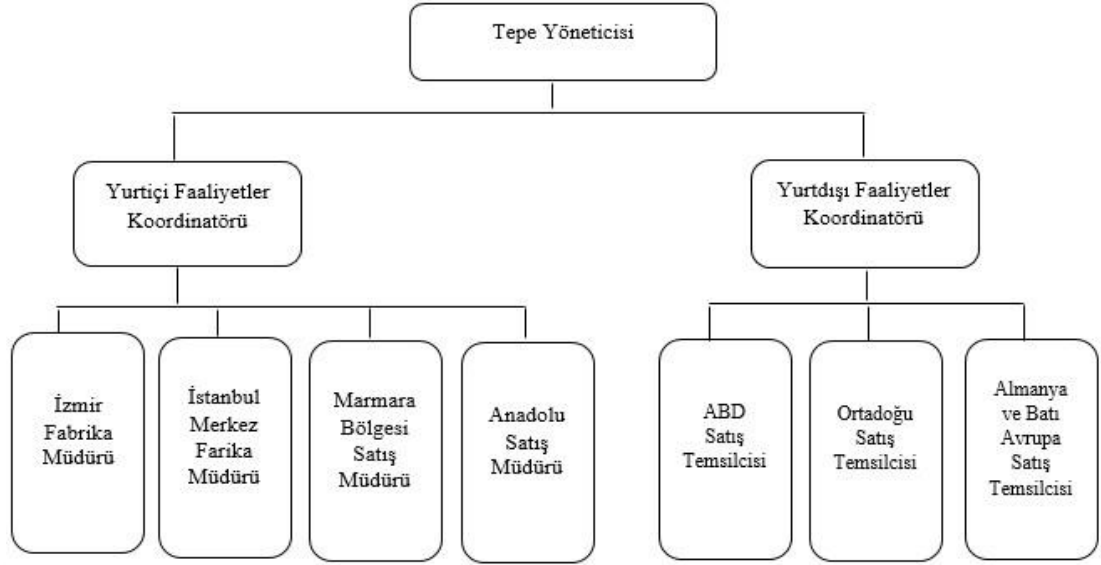 Tepe Yöneticisi
Yurtiçi Faaliyetler
Koordinatörü
Yurtdışı Faaliyetler
Koordinatörü
İzmir
Fabrika
Müdürü
İstanbul
Merkez
Farika
Müdürü
Marmara
Bölgesi
Satış
Müdürü
Anadolu
Satış
Müdürü
ABD
Satış
Temsilcisi
Ortadoğu
Satış
Temsilcisi
Almanya
ve Batı
Avrupa
Satış
Temsilcisi